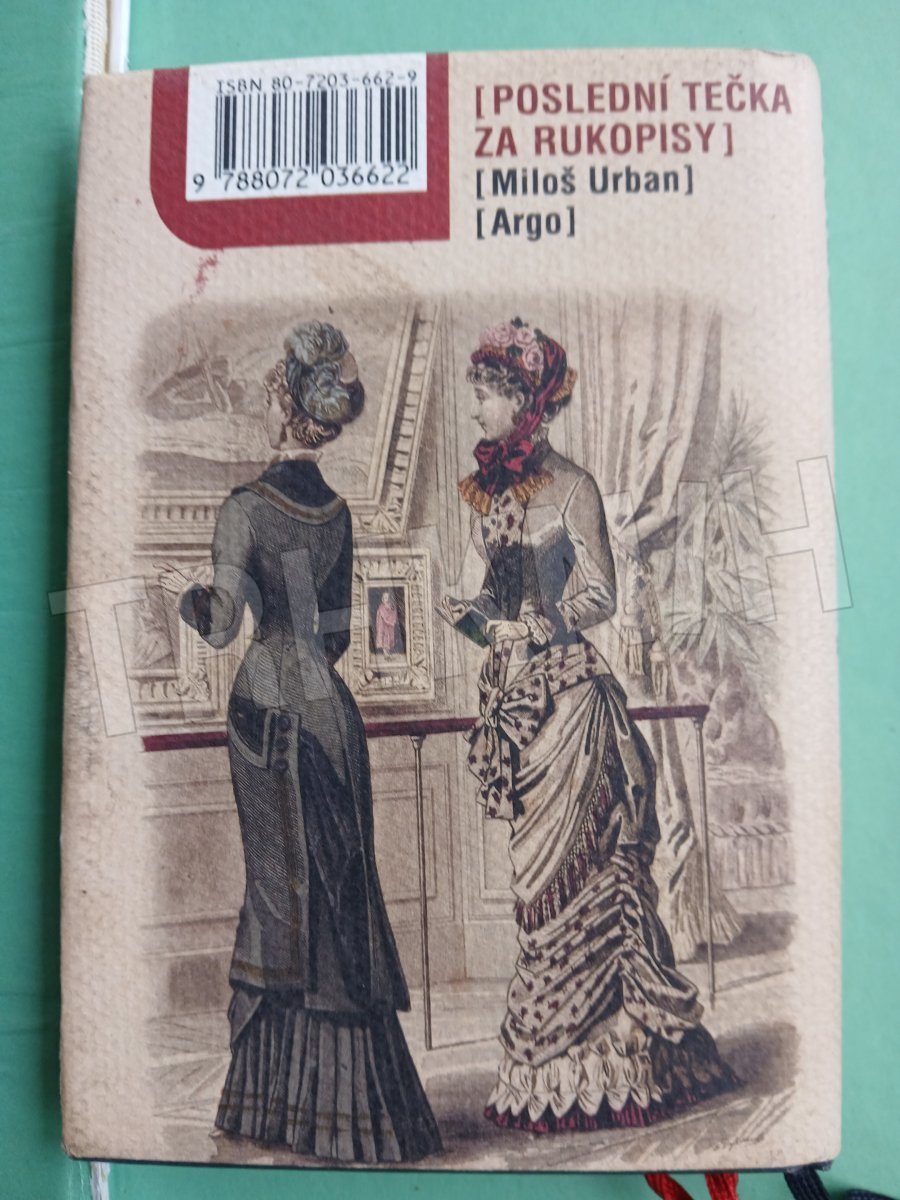 ISBN 80-7203-662-9
9 788072 036622
[POSLEDNÍ TEČKA
ZA RUKOPISY]
[Miloš Urban]
[Argo]